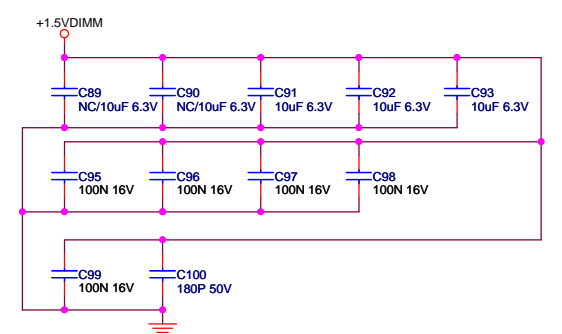 +1.5VDIMM
C89 C90 C91 C92 C93
NC/10uF 6.3V NC/10uF 6.3V 10uF 6.3V 10uF 6.3V 10uF 6.3V
C95 C96 C97 C98
100N 16V 100N 16V 100N 16V 100N 16V
C99 C100
100N 16V 180P 50V